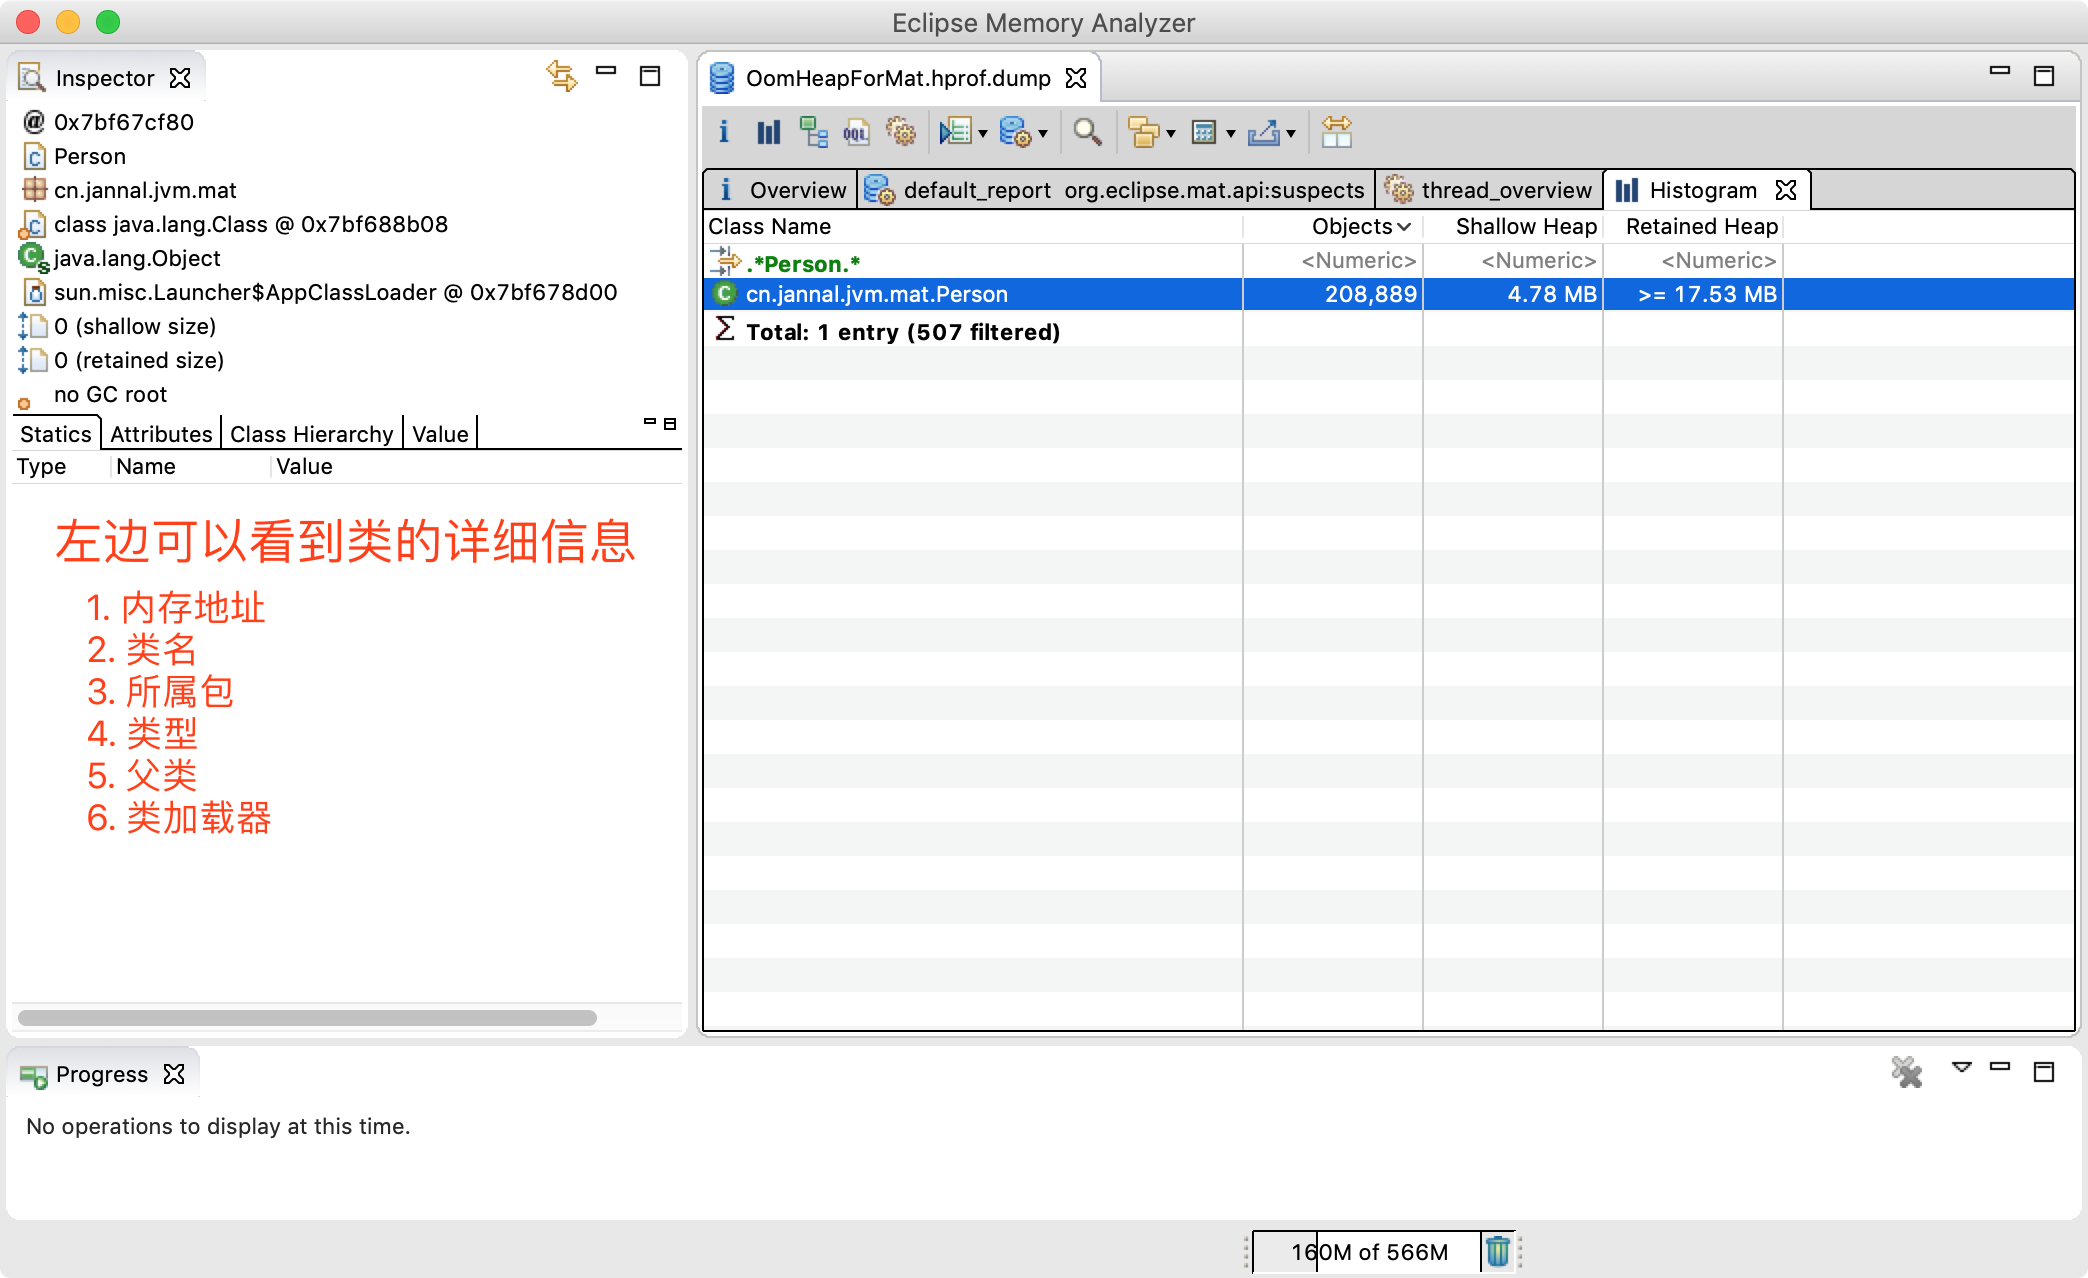 Eclipse Memory Analyzer
Inspector
@ 0x7bf67cf80
Person
cn.jannal.jvm.mat
class java.lang.Class @ 0x7bf688b08
java.lang.Object
sun.misc.Launcher$AppClassLoader @ 0x7bf678d00
0 (shallow size)
0 (retained size)
no GC root
Statics Attributes Class Hierarchy Value
Type Name Value
左边可以看到类的详细信息
1. 内存地址
2. 类名
3. 所属包
4. 类型
5. 父类
6. 类加载器
OomHeapForMat.hprof.dump
i OQL
i Overview default_report org.eclipse.mat.api:suspects thread_overview Histogram
Class Name Objects Shallow Heap Retained Heap
.*Person.* <Numeric> <Numeric> <Numeric>
cn.jannal.jvm.mat.Person 208,889 4.78 MB >= 17.53 MB
Σ Total: 1 entry (507 filtered)
Progress
No operations to display at this time.
160M of 566M